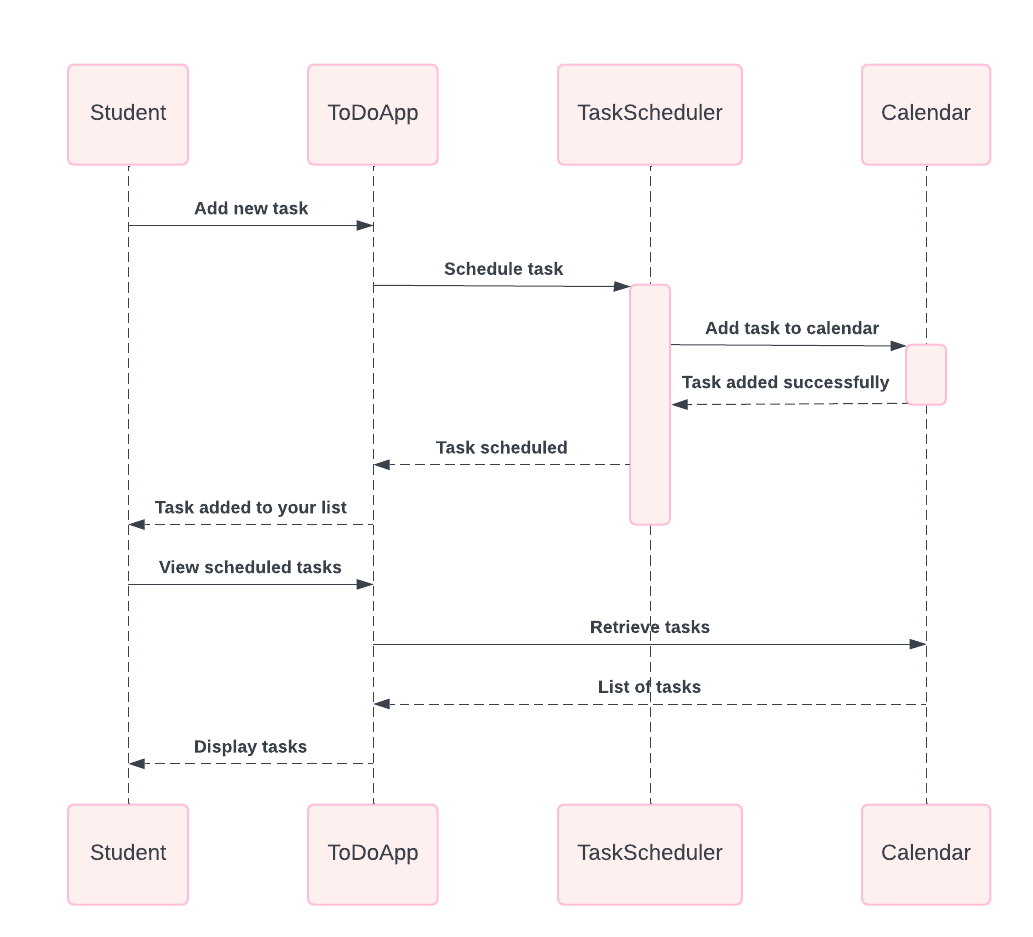 Student
ToDoApp
TaskScheduler
Calendar
Add new task
Schedule task
Add task to calendar
Task added successfully
Task scheduled
Task added to your list
View scheduled tasks
Retrieve tasks
List of tasks
Display tasks
Student
ToDoApp
TaskScheduler
Calendar